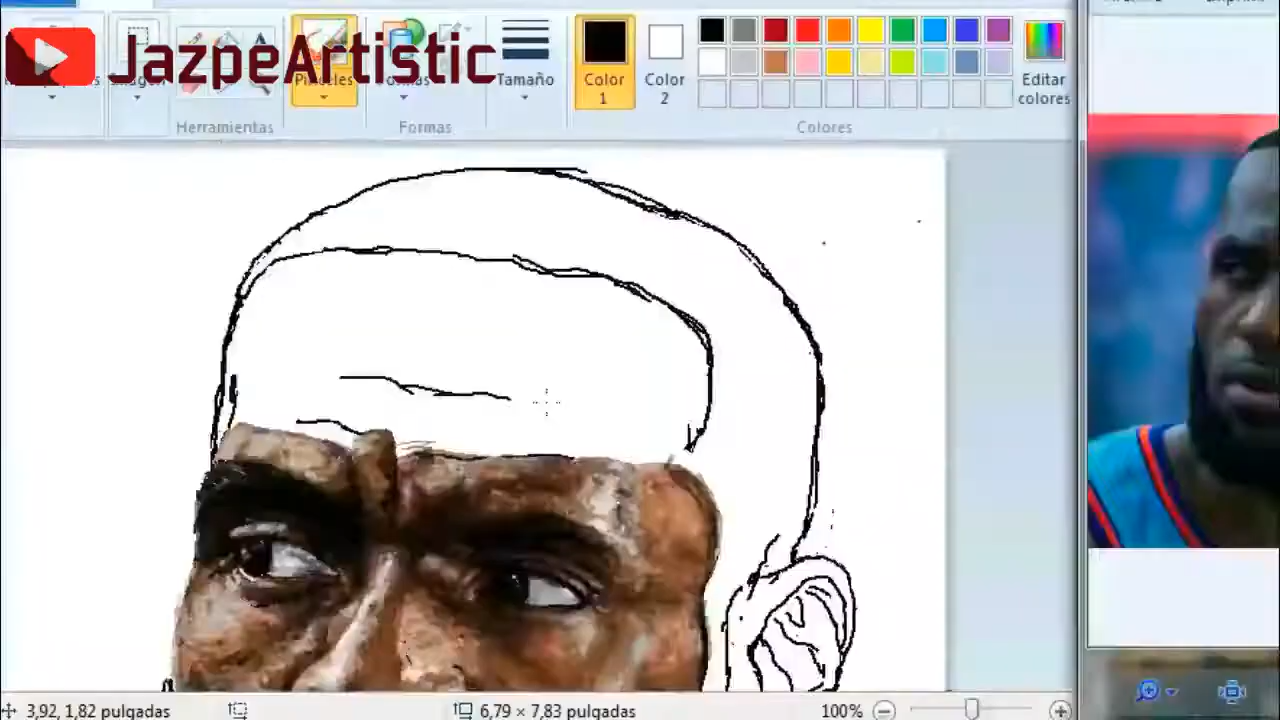 JazpeArtistic
Pinceles
Tamaño
Color
1
Color
2
Editar
colores
Herramientas
Formas
Colores
3,92, 1,82 pulgadas
6,79 × 7,83 pulgadas
100%